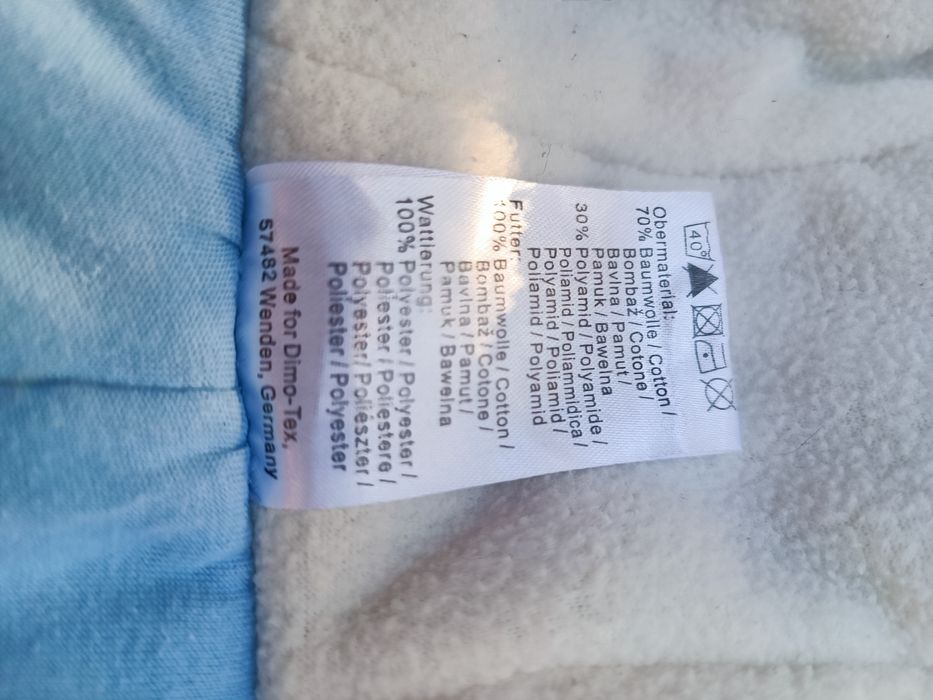 40°
Obermaterial:
70% Baumwolle / Cotton /
Bombaž / Cotone /
Bavlna / Pamut /
Pamuk / Bawelna
30% Polyamid / Polyamide /
Poliamid / Poliammidica /
Polyamid / Poliamid /
Poliamid / Polyamid
Futter:
100% Baumwolle / Cotton /
Bombaž / Cotone /
Bavlna / Pamut /
Pamuk / Bawelna
Wattierung:
100% Polyester / Polyester /
Poliester / Poliestere /
Polyester / Poliészter /
Poliester / Polyester
Made for Dimo-Tex,
57482 Wenden, Germany